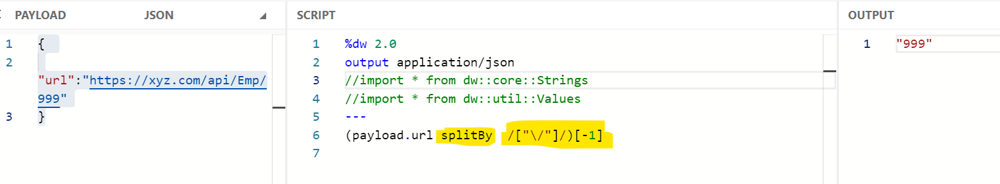 PAYLOAD JSON
1 {
2
"url":"https://xyz.com/api/Emp/
999"
3 }
SCRIPT
1 %dw 2.0
2 output application/json
3 //import * from dw::core::Strings
4 //import * from dw::util::Values
5 ---
6 (payload.url splitBy /["\/"]/)[-1]
7
OUTPUT
1 "999"